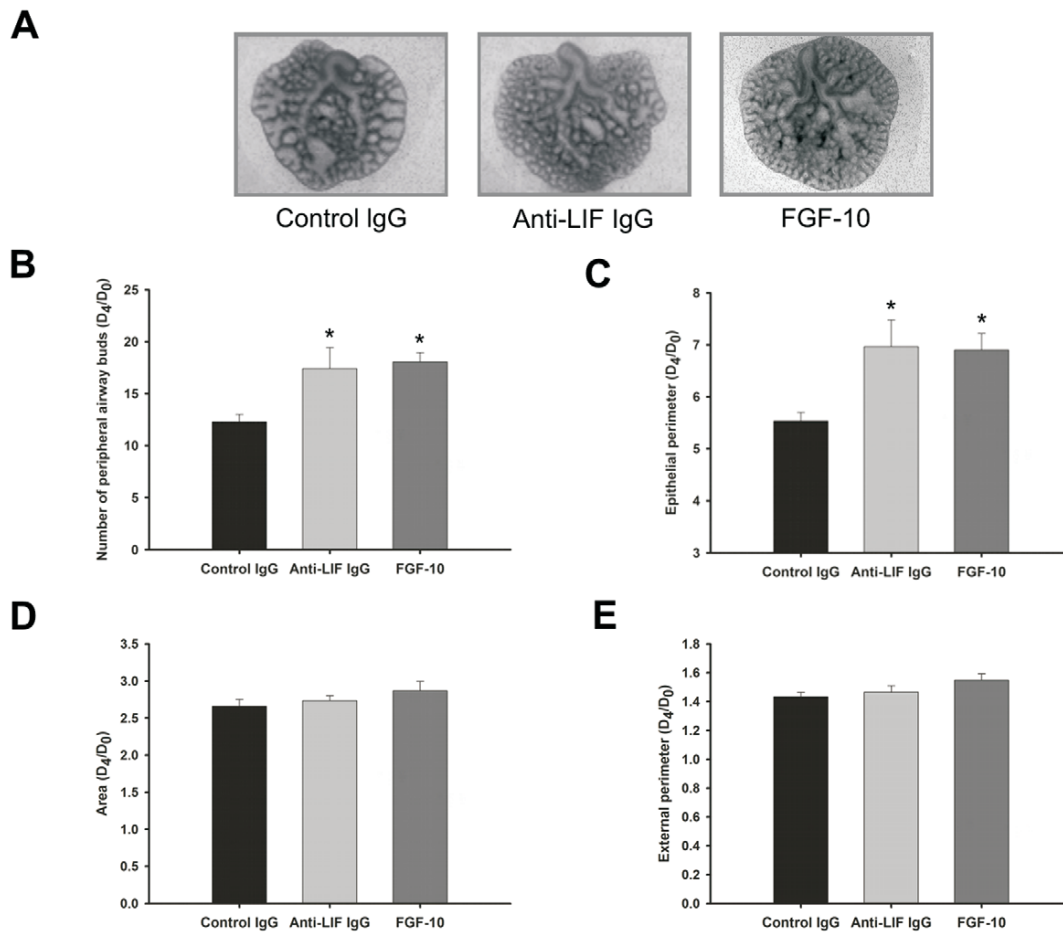 A
Control IgG
Anti-LIF IgG
FGF-10
B
Number of peripheral airway buds (D4/D0)
25
20
15
10
5
0
*
*
Control IgG
Anti-LIF IgG
FGF-10
C
Epithelial perimeter (D4/D0)
8
7
6
5
4
3
*
*
Control IgG
Anti-LIF IgG
FGF-10
D
Area (D4/D0)
3.5
3.0
2.5
2.0
1.5
1.0
0.5
0.0
Control IgG
Anti-LIF IgG
FGF-10
E
External perimeter (D4/D0)
1.8
1.6
1.4
1.2
1.0
0.8
0.6
0.4
0.2
0.0
Control IgG
Anti-LIF IgG
FGF-10